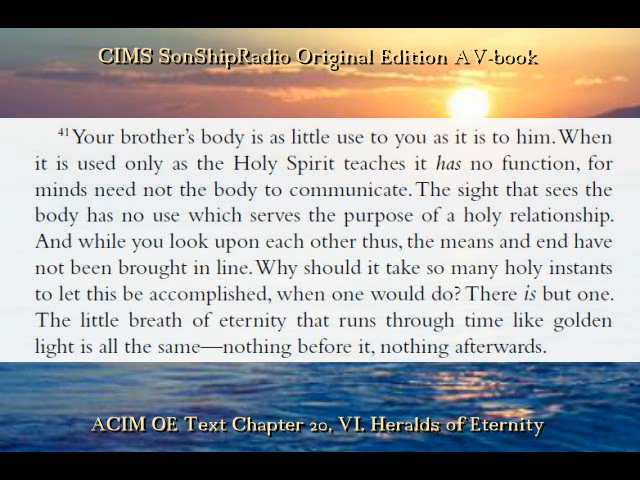 CIMS SonShipRadio Original Edition AV-book
41 Your brother's body is as little use to you as it is to him. When
it is used only as the Holy Spirit teaches it has no function, for
minds need not the body to communicate. The sight that sees the
body has no use which serves the purpose of a holy relationship.
And while you look upon each other thus, the means and end have
not been brought in line. Why should it take so many holy instants
to let this be accomplished, when one would do? There is but one.
The little breath of eternity that runs through time like golden
light is all the same—nothing before it, nothing afterwards.
ACIM OE Text Chapter 20, VI. Heralds of Eternity